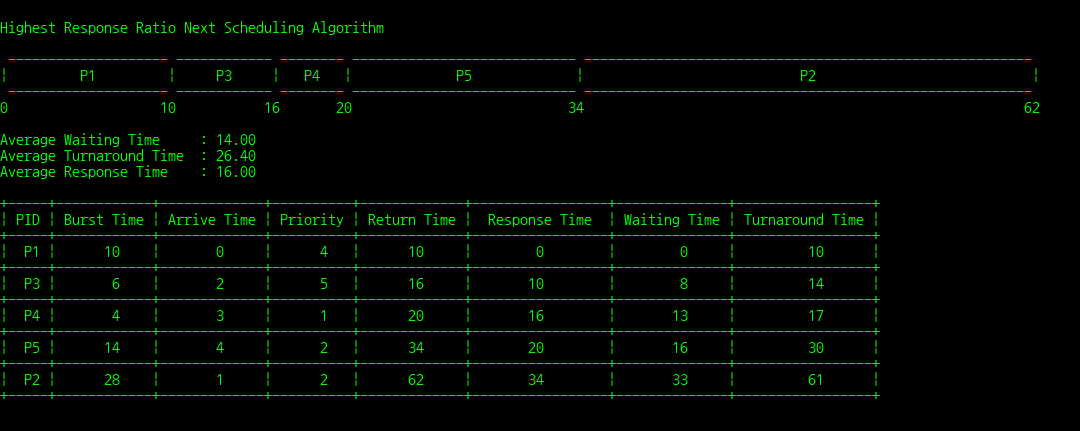 Highest Response Ratio Next Scheduling Algorithm
| P1 | P3 | P4 | P5 | P2 |
0 10 16 20 34 62
Average Waiting Time : 14.00
Average Turnaround Time : 26.40
Average Response Time : 16.00
| PID | Burst Time | Arrive Time | Priority | Return Time | Response Time | Waiting Time | Turnaround Time |
| P1 | 10 | 0 | 4 | 10 | 0 | 0 | 10 |
| P3 | 6 | 2 | 5 | 16 | 10 | 8 | 14 |
| P4 | 4 | 3 | 1 | 20 | 16 | 13 | 17 |
| P5 | 14 | 4 | 2 | 34 | 20 | 16 | 30 |
| P2 | 28 | 1 | 2 | 62 | 34 | 33 | 61 |